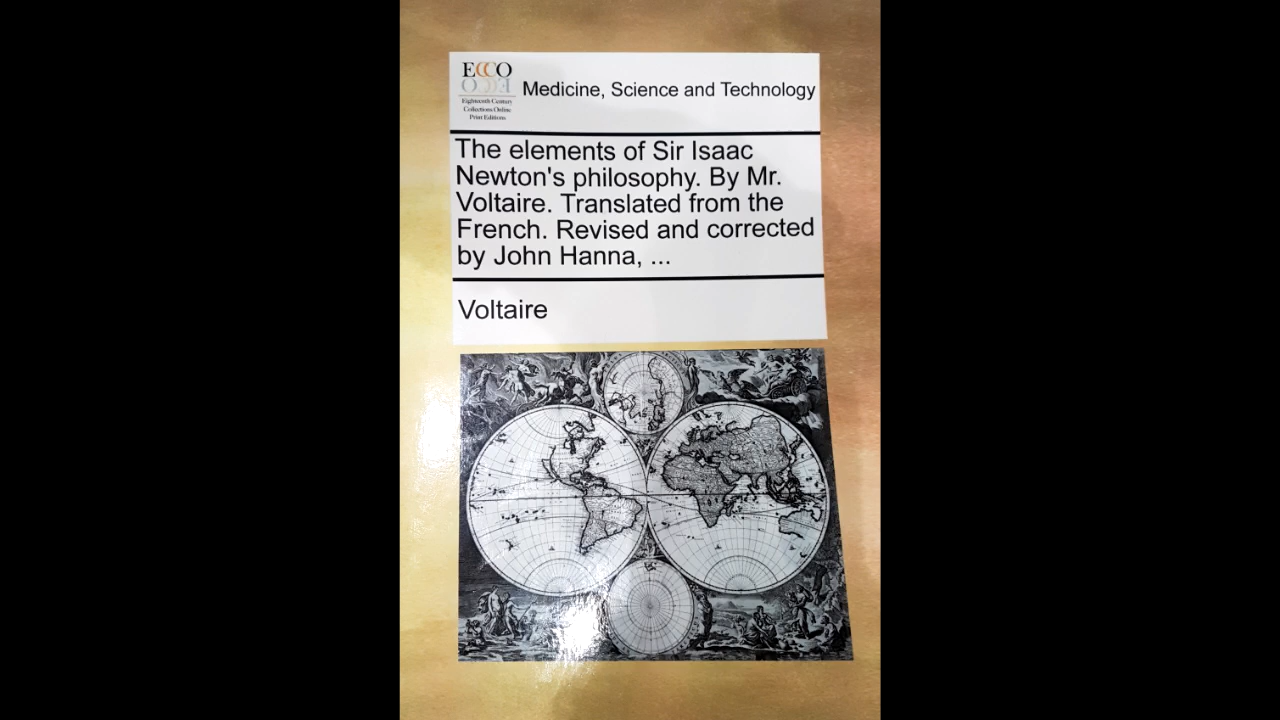 ECCO
Eighteenth Century
Collections Online
Print Editions
Medicine, Science and Technology
The elements of Sir Isaac
Newton's philosophy. By Mr.
Voltaire. Translated from the
French. Revised and corrected
by John Hanna, ...
Voltaire